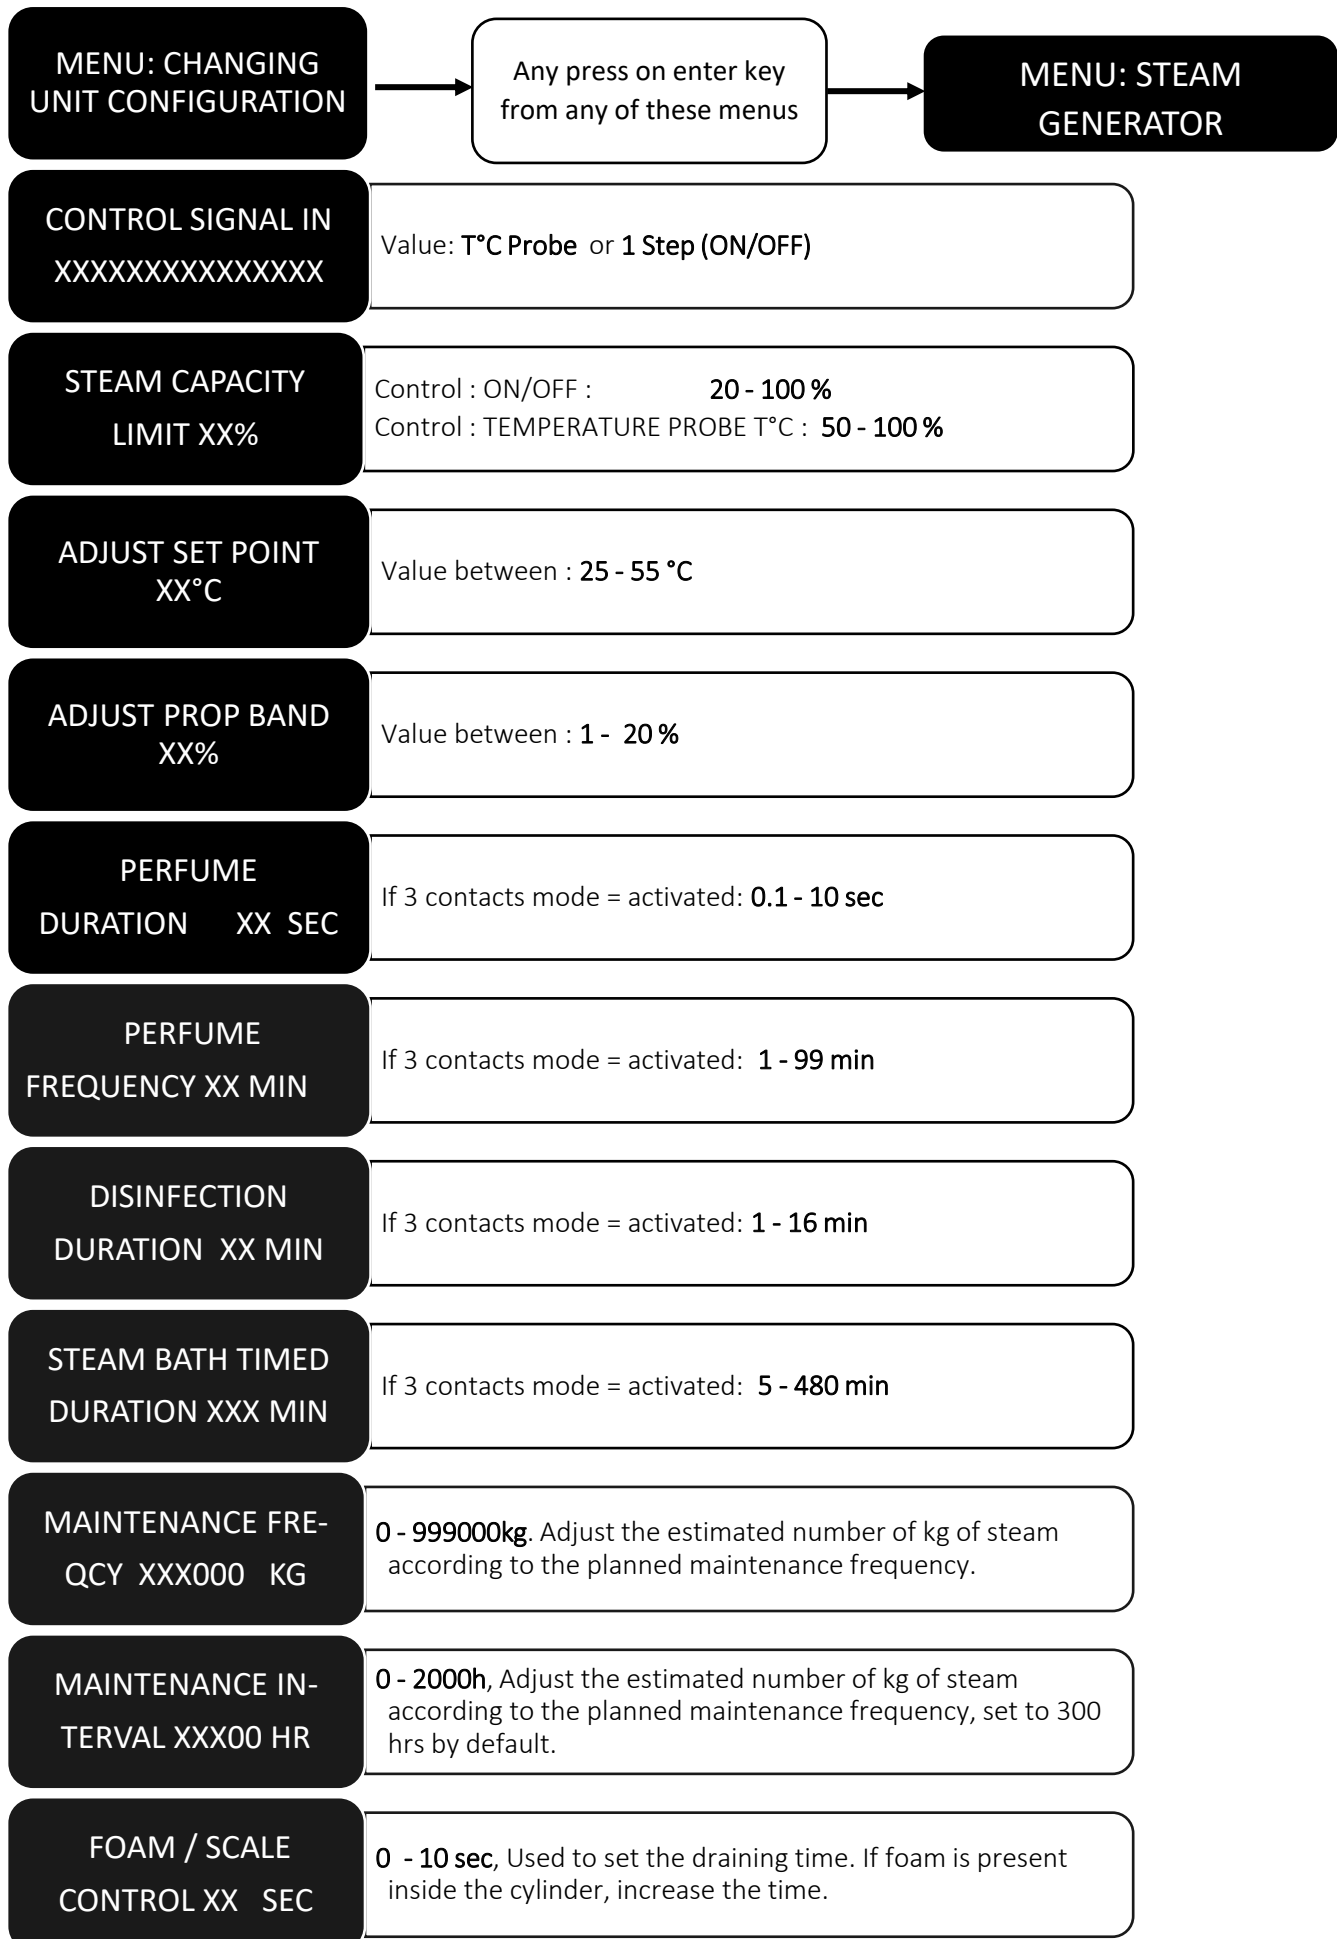 MENU: CHANGING
UNIT CONFIGURATION
Any press on enter key
from any of these menus
MENU: STEAM
GENERATOR
CONTROL SIGNAL IN
XXXXXXXXXXXXXXX
Value: T°C Probe or 1 Step (ON/OFF)
STEAM CAPACITY
LIMIT XX%
Control : ON/OFF : 20 - 100 %
Control : TEMPERATURE PROBE T°C : 50 - 100 %
ADJUST SET POINT
XX°C
Value between : 25 - 55 °C
ADJUST PROP BAND
XX%
Value between : 1 - 20 %
PERFUME
DURATION XX SEC
If 3 contacts mode = activated: 0.1 - 10 sec
PERFUME
FREQUENCY XX MIN
If 3 contacts mode = activated: 1 - 99 min
DISINFECTION
DURATION XX MIN
If 3 contacts mode = activated: 1 - 16 min
STEAM BATH TIMED
DURATION XXX MIN
If 3 contacts mode = activated: 5 - 480 min
MAINTENANCE FRE-
QCY XXX000 KG
0 - 999000kg. Adjust the estimated number of kg of steam
according to the planned maintenance frequency.
MAINTENANCE IN-
TERVAL XXX00 HR
0 - 2000h, Adjust the estimated number of kg of steam
according to the planned maintenance frequency, set to 300
hrs by default.
FOAM / SCALE
CONTROL XX SEC
0 - 10 sec, Used to set the draining time. If foam is present
inside the cylinder, increase the time.